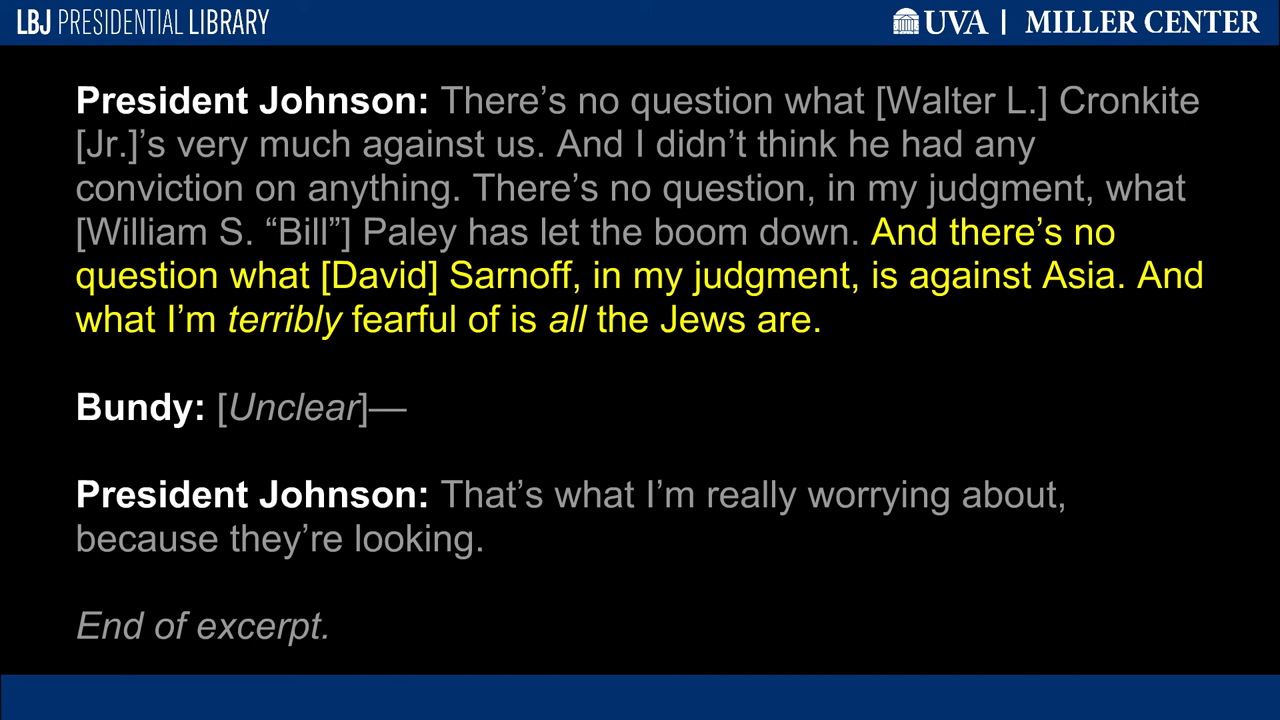 LBJ PRESIDENTIAL LIBRARY
UVA | MILLER CENTER
President Johnson: There’s no question what [Walter L.] Cronkite
[Jr.]’s very much against us. And I didn’t think he had any
conviction on anything. There’s no question, in my judgment, what
[William S. “Bill”] Paley has let the boom down. And there’s no
question what [David] Sarnoff, in my judgment, is against Asia. And
what I’m terribly fearful of is all the Jews are.
Bundy: [Unclear]—
President Johnson: That’s what I’m really worrying about,
because they’re looking.
End of excerpt.